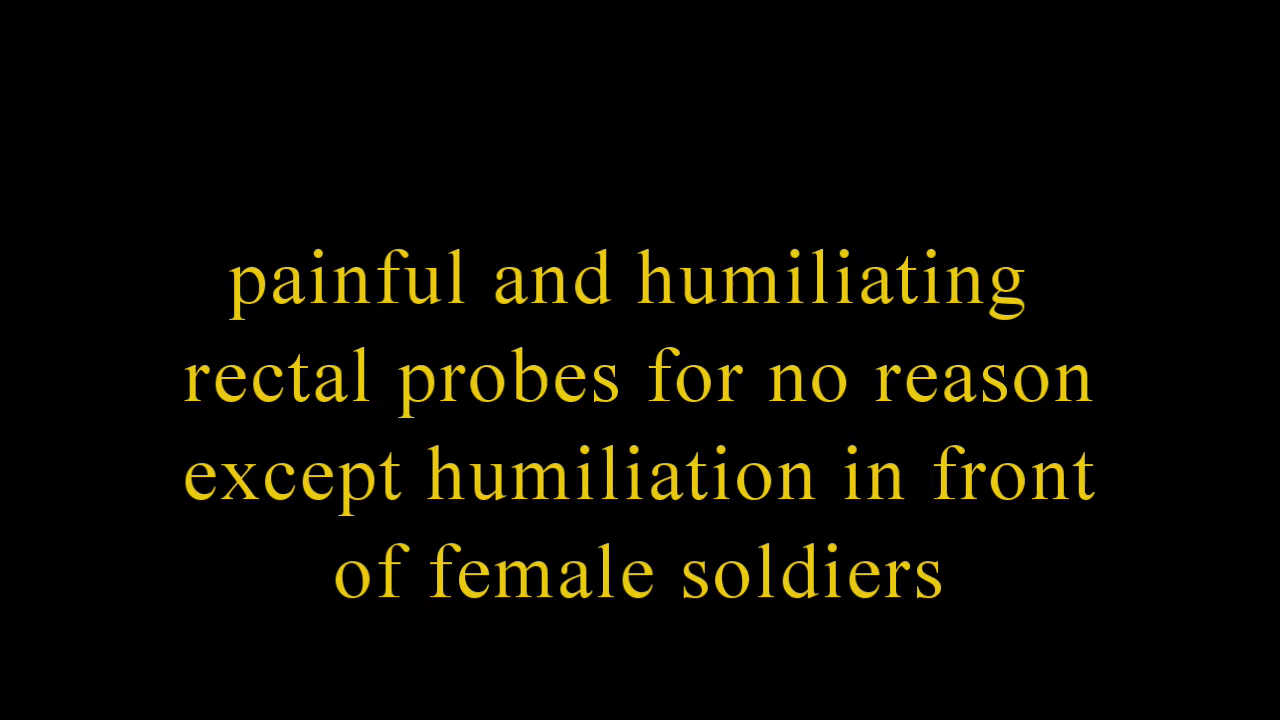 painful and humiliating
rectal probes for no reason
except humiliation in front
of female soldiers